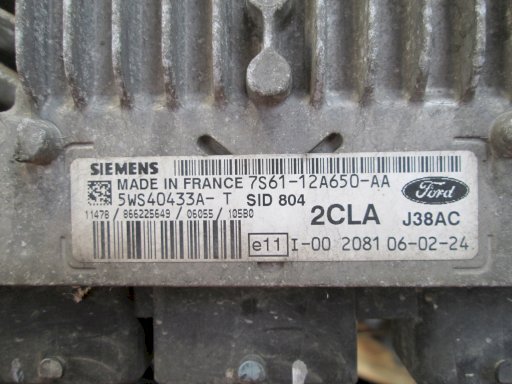 SIEMENS
MADE IN FRANCE 7S61-12A650-AA
5WS40433A- T SID 804
Ford
11478 / 866225649 / 06055 / 105B0
2CLA J38AC
e11 I-00 2081 06-02-24